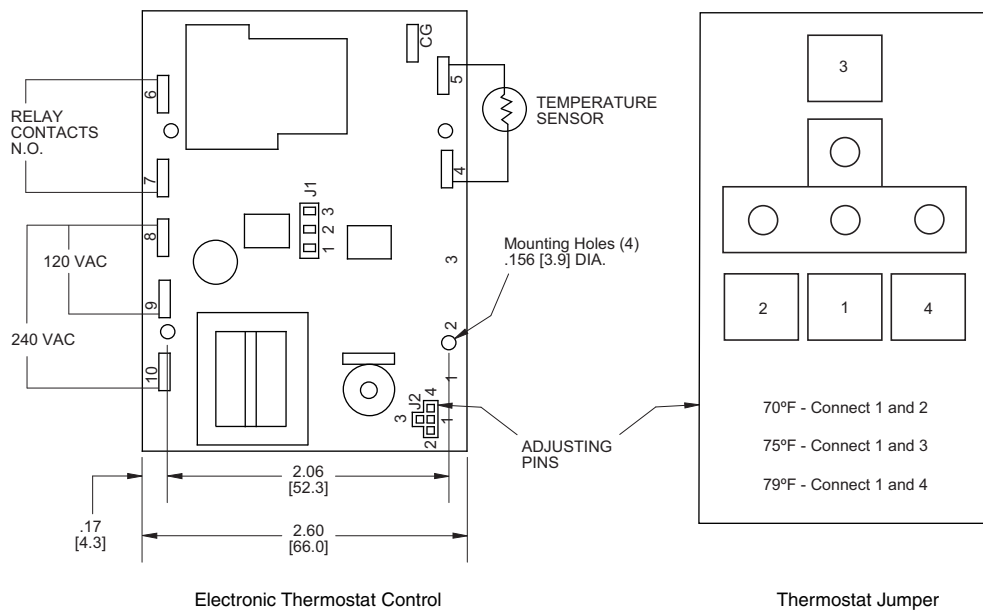 CG
5
6
RELAY
CONTACTS
N.O.
TEMPERATURE
SENSOR
4
7
J1
3
2
1
8
120 VAC
9
240 VAC
10
3
2
1
Mounting Holes (4)
.156 [3.9] DIA.
J2
4
3
1
2
ADJUSTING
PINS
2.06
[52.3]
.17
[4.3]
2.60
[66.0]
Electronic Thermostat Control
3
2
1
4
70ºF - Connect 1 and 2
75ºF - Connect 1 and 3
79ºF - Connect 1 and 4
Thermostat Jumper